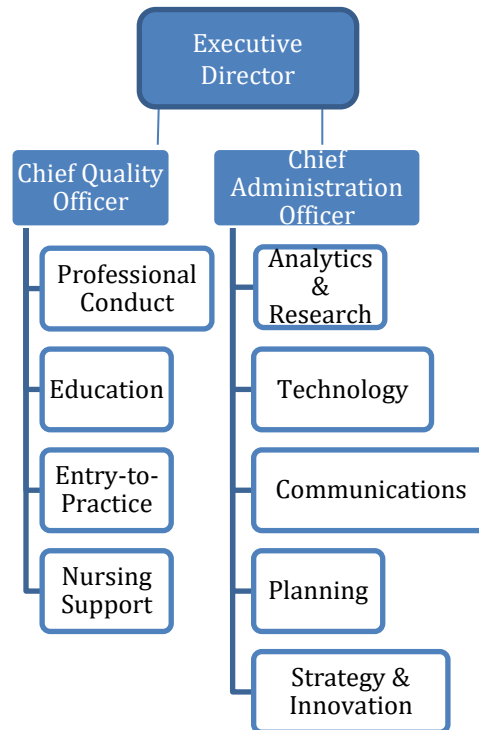 Executive
Director
Chief Quality
Officer
Chief
Administration
Officer
Professional
Conduct
Education
Entry-to-
Practice
Nursing
Support
Analytics
&
Research
Technology
Communications
Planning
Strategy &
Innovation